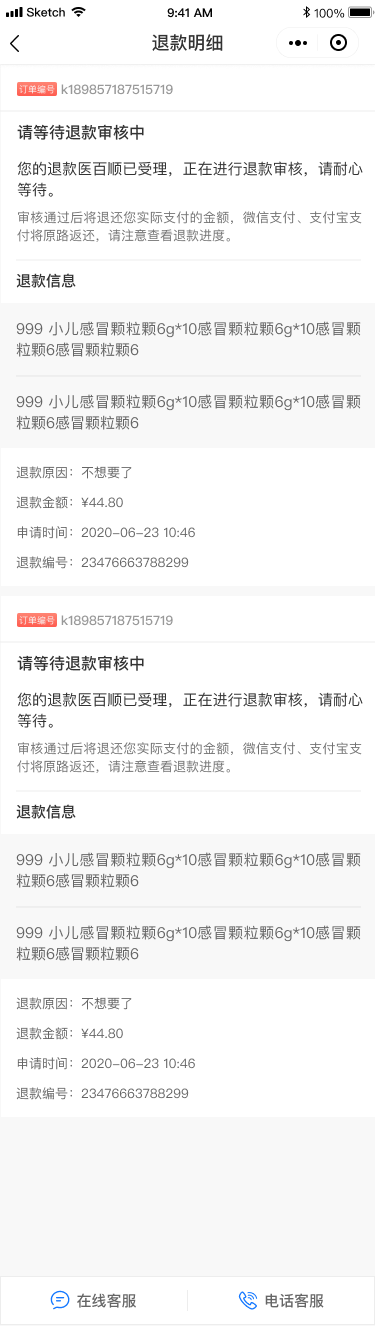 Sketch 9:41 AM 100%
退款明细
订单编号 k189857187515719
请等待退款审核中
您的退款医百顺已受理，正在进行退款审核，请耐心
等待。
审核通过后将退还您实际支付的金额，微信支付、支付宝支
付将原路返还，请注意查看退款进度。
退款信息
999 小儿感冒颗粒颗6g*10感冒颗粒颗6g*10感冒颗
粒颗6感冒颗粒颗6
999 小儿感冒颗粒颗6g*10感冒颗粒颗6g*10感冒颗
粒颗6感冒颗粒颗6
退款原因：不想要了
退款金额：¥44.80
申请时间：2020-06-23 10:46
退款编号：23476663788299
订单编号 k189857187515719
请等待退款审核中
您的退款医百顺已受理，正在进行退款审核，请耐心
等待。
审核通过后将退还您实际支付的金额，微信支付、支付宝支
付将原路返还，请注意查看退款进度。
退款信息
999 小儿感冒颗粒颗6g*10感冒颗粒颗6g*10感冒颗
粒颗6感冒颗粒颗6
999 小儿感冒颗粒颗6g*10感冒颗粒颗6g*10感冒颗
粒颗6感冒颗粒颗6
退款原因：不想要了
退款金额：¥44.80
申请时间：2020-06-23 10:46
退款编号：23476663788299
在线客服 电话客服